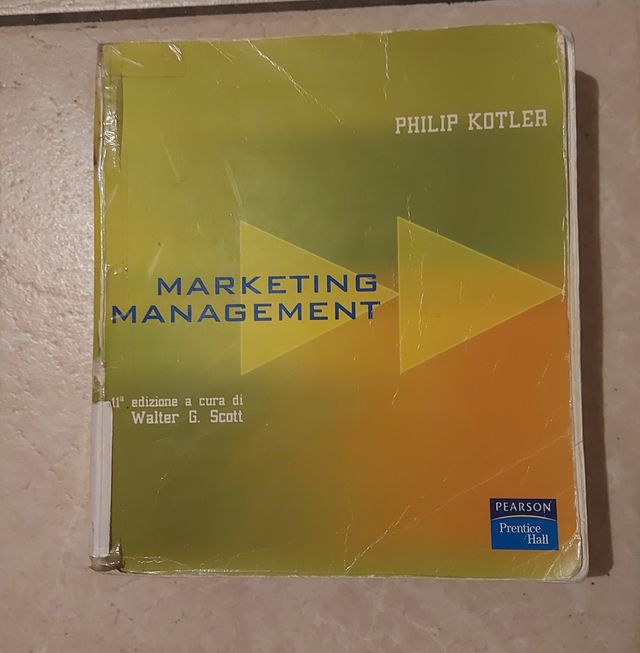 PHILIP KOTLER
MARKETING
MANAGEMENT
11ª edizione a cura di
Walter G. Scott
PEARSON
Prentice
Hall